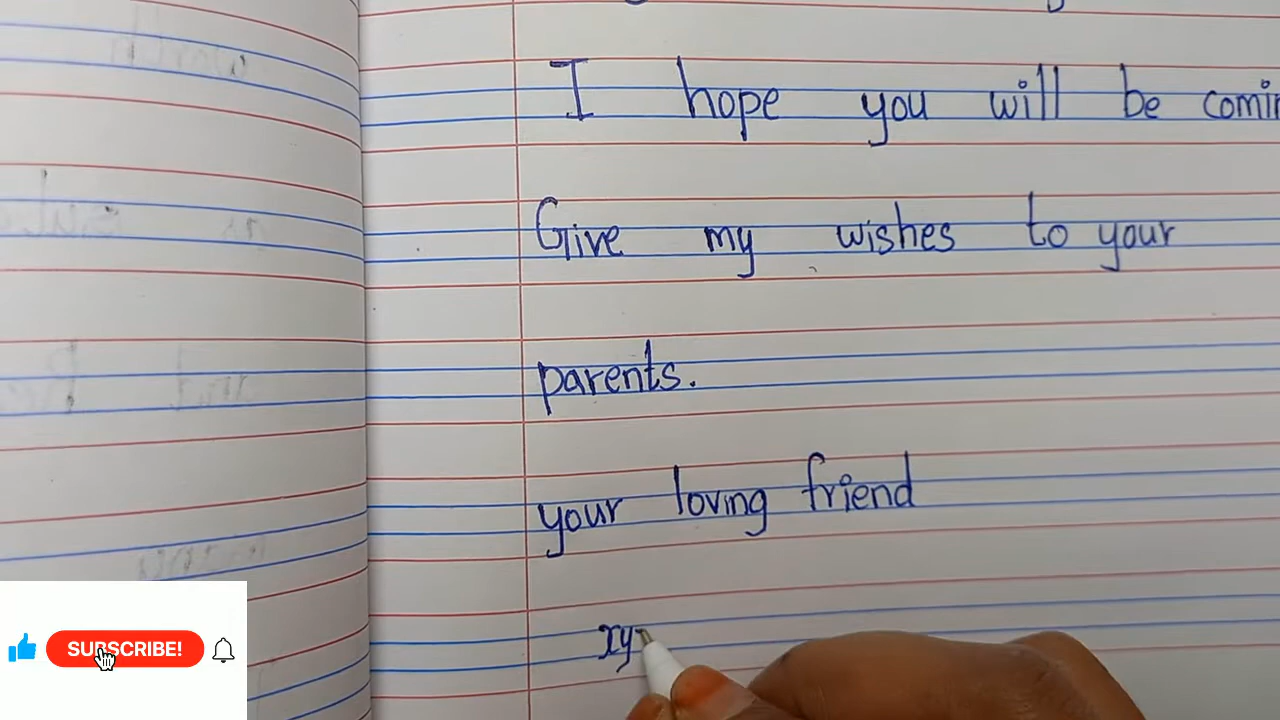 I hope you will be comin
Give my wishes to your
parents.
your loving friend
xy
SUBSCRIBE!